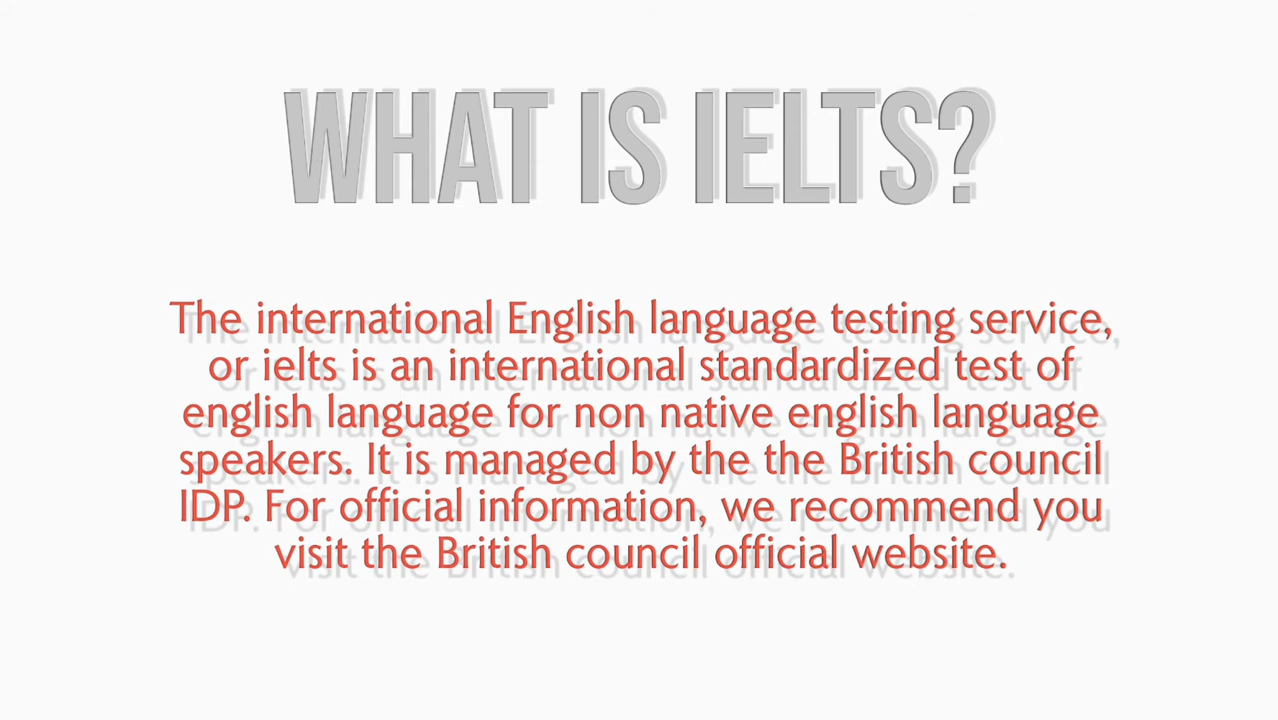 WHAT IS IELTS?
The international English language testing service,
or ielts is an international standardized test of
english language for non native english language
speakers. It is managed by the the British council
IDP. For official information, we recommend you
visit the British council official website.